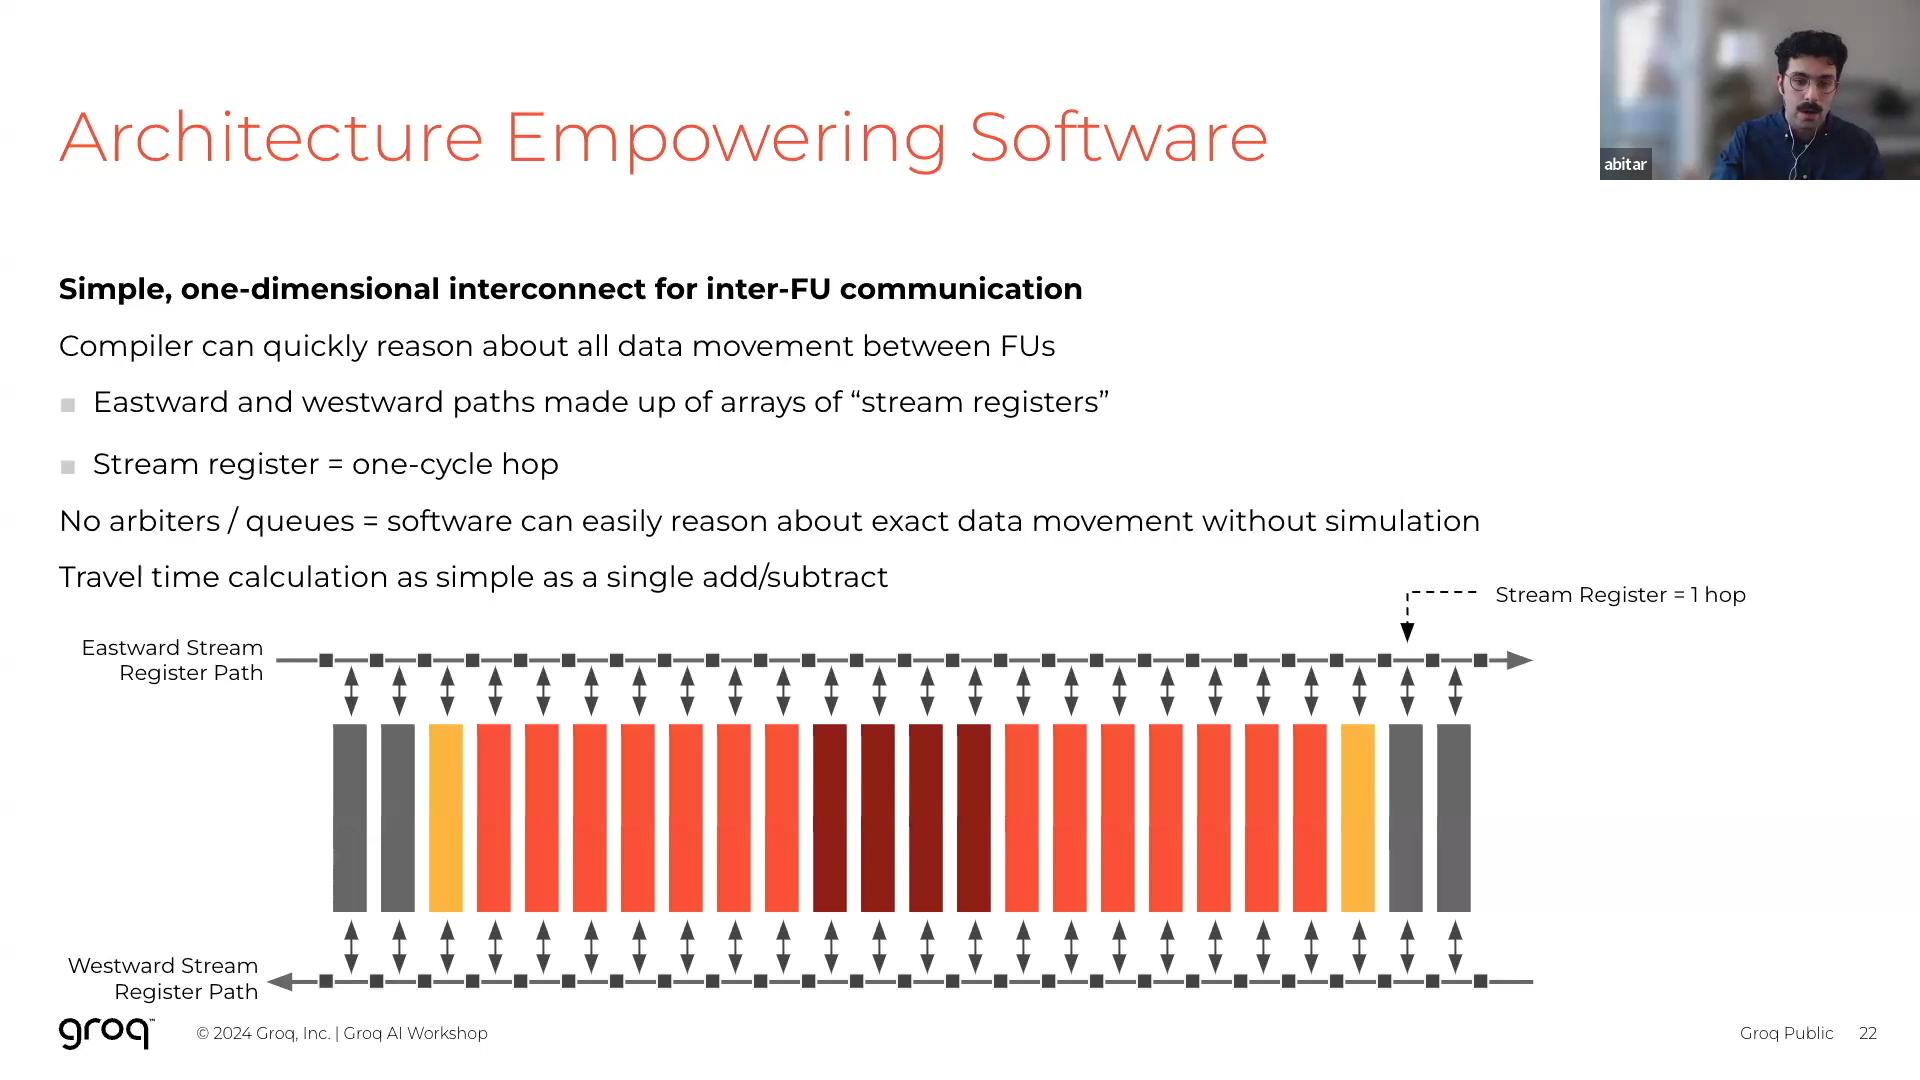 Architecture Empowering Software
abitar
Simple, one-dimensional interconnect for inter-FU communication
Compiler can quickly reason about all data movement between FUs
■ Eastward and westward paths made up of arrays of “stream registers”
■ Stream register = one-cycle hop
No arbiters / queues = software can easily reason about exact data movement without simulation
Travel time calculation as simple as a single add/subtract
Stream Register = 1 hop
Eastward Stream
Register Path
Westward Stream
Register Path
groq™
© 2024 Groq, Inc. | Groq AI Workshop
Groq Public
22